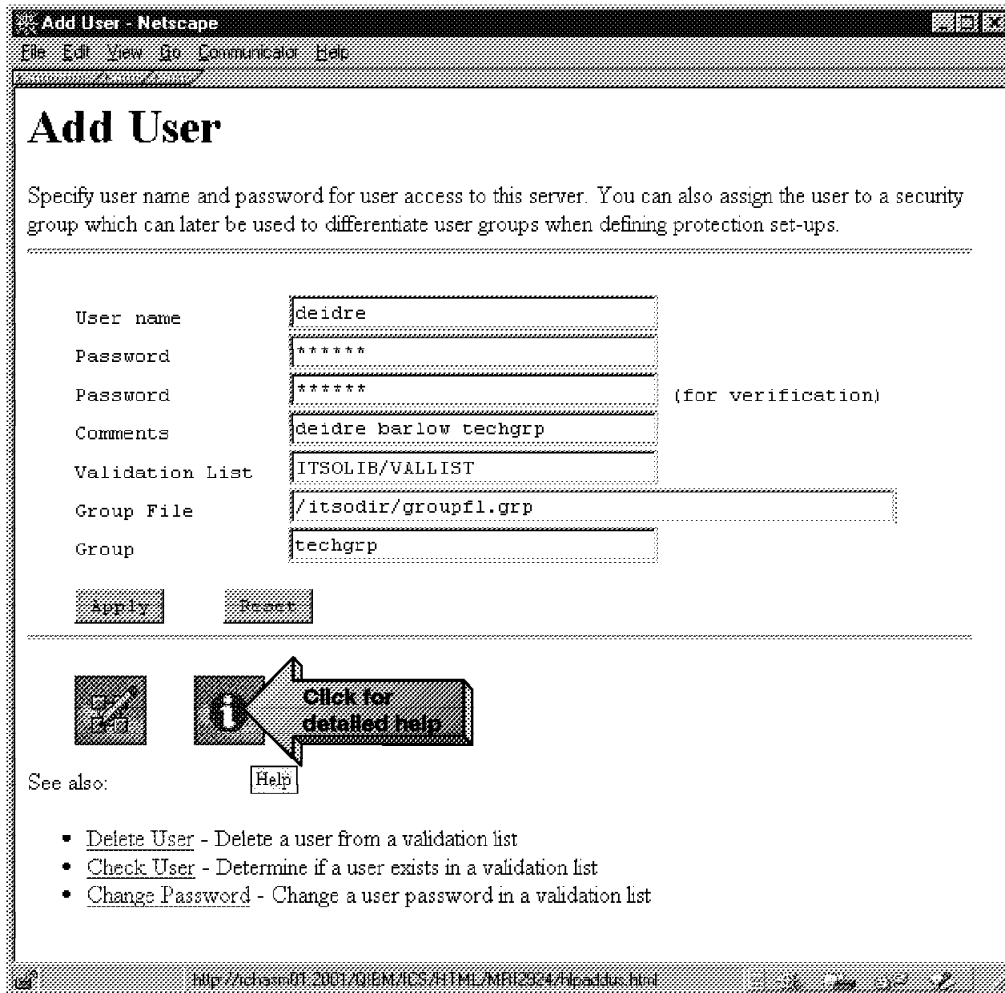 Add User - Netscape
File Edit View Go Communicator Help
Add User
Specify user name and password for user access to this server. You can also assign the user to a security
group which can later be used to differentiate user groups when defining protection set-ups.
User name deidre
Password ******
Password ****** (for verification)
Comments deidre barlow techgrp
Validation List ITSOLIB/VALLIST
Group File /itsodir/groupfl.grp
Group techgrp
Apply Reset
i Click for
detailed help
Help
See also:
• Delete User - Delete a user from a validation list
• Check User - Determine if a user exists in a validation list
• Change Password - Change a user password in a validation list